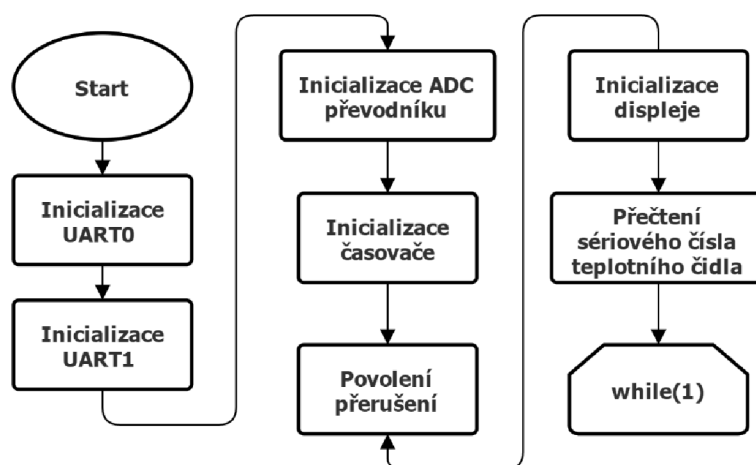 Start
Inicializace
UART0
Inicializace
UART1
Inicializace ADC
převodníku
Inicializace
časovače
Povolení
přerušení
Inicializace
displeje
Přečtení
sériového čísla
teplotního čidla
while(1)